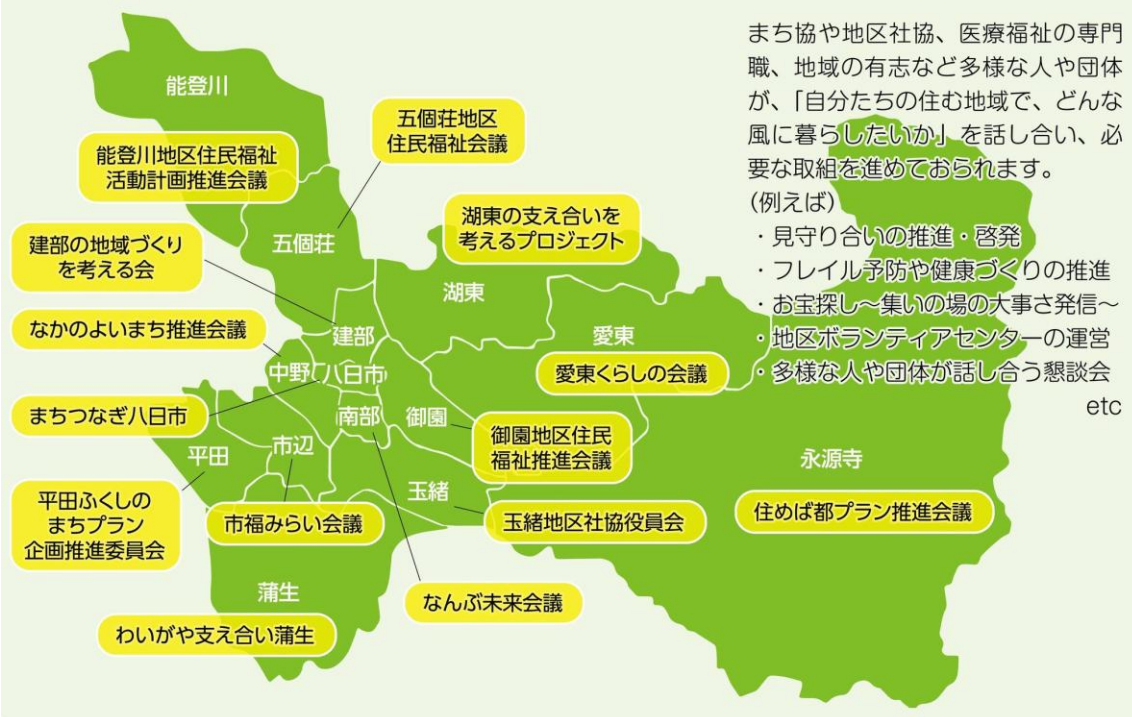 まち協や地区社協、医療福祉の専門
職、地域の有志など多様な人や団体
が、「自分たちの住む地域で、どんな
風に暮らしたいか」を話し合い、必
要な取組を進めておられます。
(例えば)
・見守り合いの推進・啓発
・フレイル予防や健康づくりの推進
・お宝探し～集いの場の大事さ発信～
・地区ボランティアセンターの運営
・多様な人や団体が話し合う懇談会
etc
能登川
能登川地区住民福祉
活動計画推進会議
五個荘地区
住民福祉会議
五個荘
建部の地域づくり
を考える会
湖東の支え合いを
考えるプロジェクト
湖東
なかのよいまち推進会議
建部
愛東
中野
八日市
愛東くらしの会議
まちつなぎ八日市
南部
御園
御園地区住民
福祉推進会議
平田
市辺
永源寺
平田ふくしの
まちプラン
企画推進委員会
市福みらい会議
玉緒
玉緒地区社協役員会
住めば都プラン推進会議
蒲生
なんぶ未来会議
わいがや支え合い蒲生